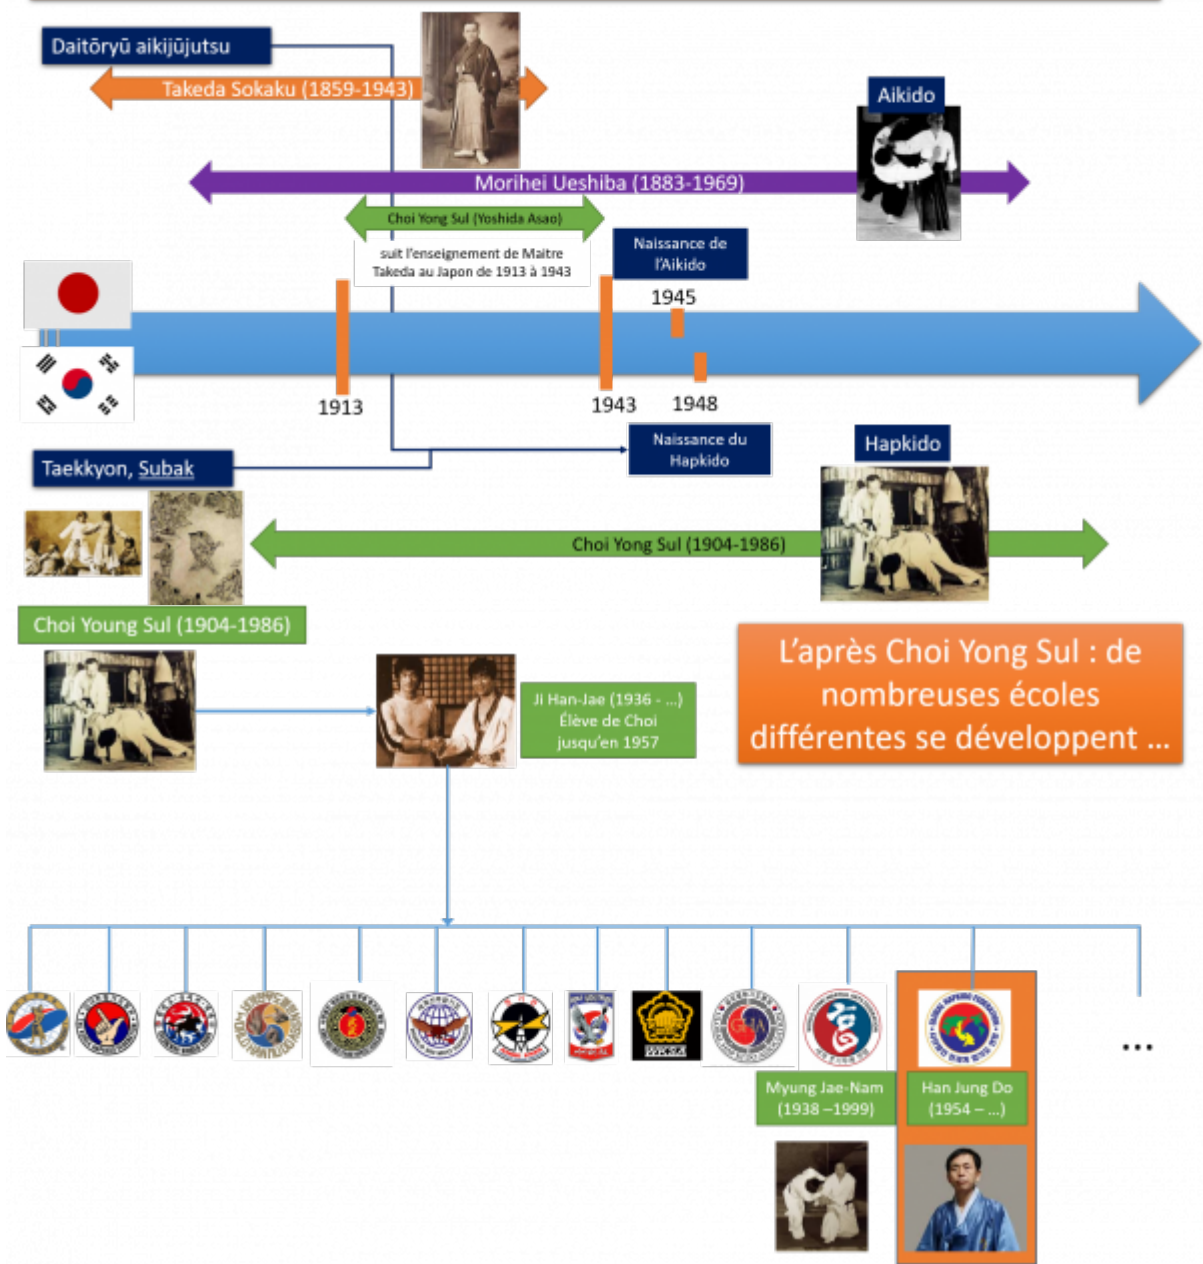 Daitōryū aikijūjutsu
Takeda Sokaku (1859-1943)
Aikido
Morihei Ueshiba (1883-1969)
Choi Yong Sul (Yoshida Asao)
suit l'enseignement de Maitre
Takeda au Japon de 1913 à 1943
Naissance de
l'Aikido
1945
1913
1943
1948
Naissance du
Hapkido
Hapkido
Taekkyon, Subak
Choi Yong Sul (1904-1986)
Choi Young Sul (1904-1986)
Ji Han-Jae (1936 - ...)
Élève de Choi
jusqu'en 1957
L'après Choi Yong Sul : de
nombreuses écoles
différentes se développent ...
GHA
...
Myung Jae-Nam
(1938 –1999)
Han Jung Do
(1954 – ...)